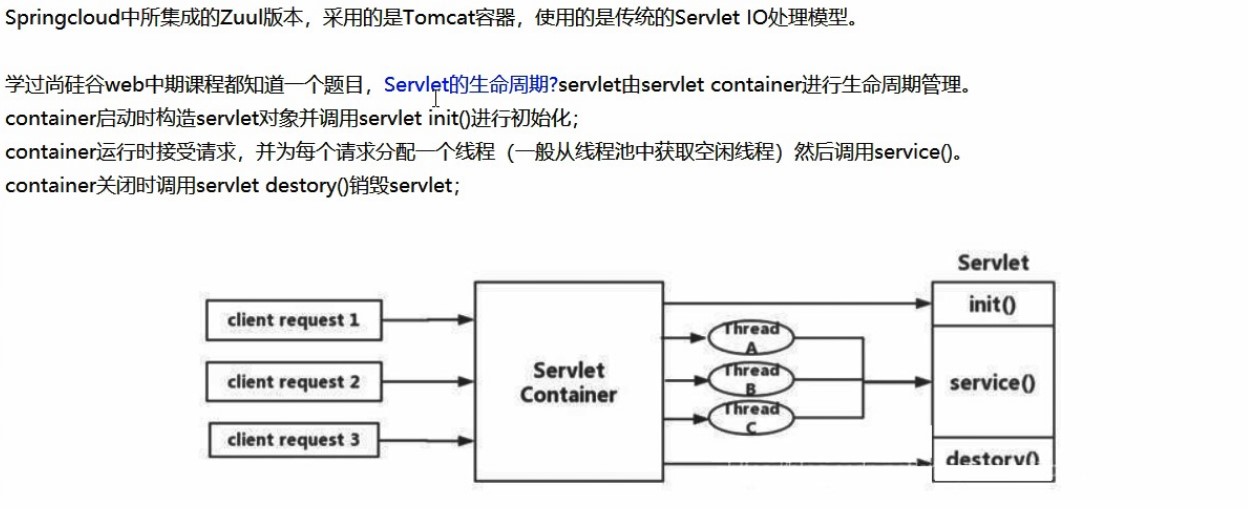 Springcloud中所集成的Zuul版本，采用的是Tomcat容器，使用的是传统的Servlet IO处理模型。
学过尚硅谷web中期课程都知道一个题目，Servlet的生命周期?servlet由servlet container进行生命周期管理。
container启动时构造servlet对象并调用servlet init()进行初始化；
container运行时接受请求，并为每个请求分配一个线程（一般从线程池中获取空闲线程）然后调用service()。
container关闭时调用servlet destory()销毁servlet；
Servlet
init()
client request 1
Thread
A
Servlet
Container
client request 2
Thread
B
service()
client request 3
Thread
C
destory()